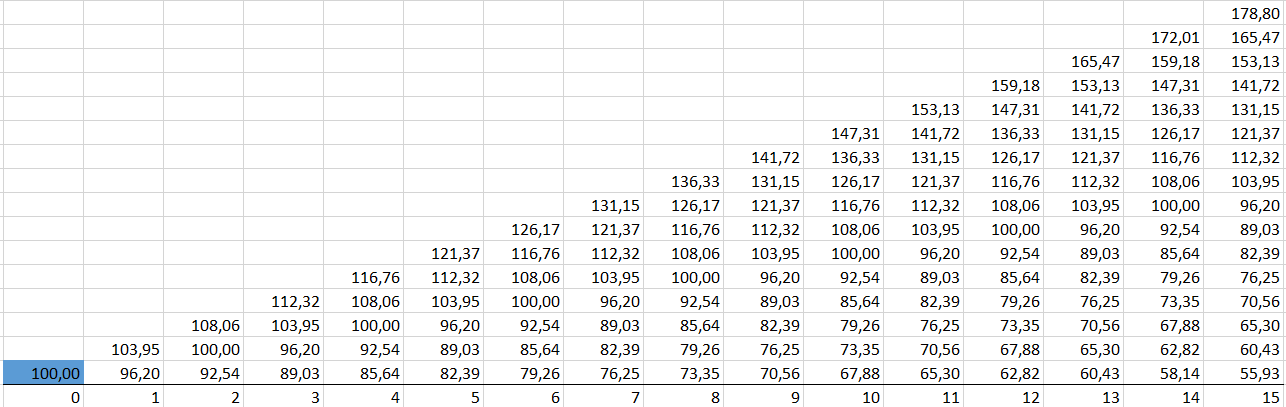 178,80
172,01 165,47
165,47 159,18 153,13
159,18 153,13 147,31 141,72
153,13 147,31 141,72 136,33 131,15
147,31 141,72 136,33 131,15 126,17 121,37
141,72 136,33 131,15 126,17 121,37 116,76 112,32
136,33 131,15 126,17 121,37 116,76 112,32 108,06 103,95
131,15 126,17 121,37 116,76 112,32 108,06 103,95 100,00 96,20
126,17 121,37 116,76 112,32 108,06 103,95 100,00 96,20 92,54 89,03
121,37 116,76 112,32 108,06 103,95 100,00 96,20 89,03 85,64 82,39
116,76 112,32 108,06 103,95 100,00 96,20 92,54 89,03 85,64 82,39 79,26 76,25
112,32 108,06 103,95 100,00 96,20 92,54 89,03 85,64 82,39 79,26 76,25 73,35 70,56
108,06 103,95 100,00 96,20 92,54 89,03 85,64 82,39 79,26 76,25 73,35 70,56 67,88 65,30
103,95 100,00 96,20 92,54 89,03 85,64 82,39 79,26 76,25 73,35 70,56 67,88 65,30 62,82 60,43
100,00 96,20 92,54 89,03 85,64 82,39 79,26 76,25 73,35 70,56 67,88 65,30 62,82 60,43 58,14 55,93
0 1 2 3 4 5 6 7 8 9 10 11 12 13 14 15